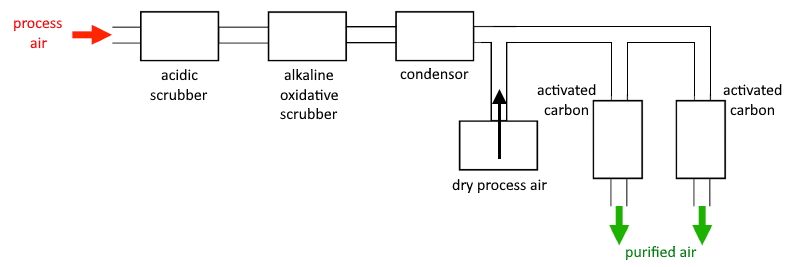 process
air
acidic
scrubber
alkaline
oxidative
scrubber
condensor
dry process air
activated
carbon
activated
carbon
purified air